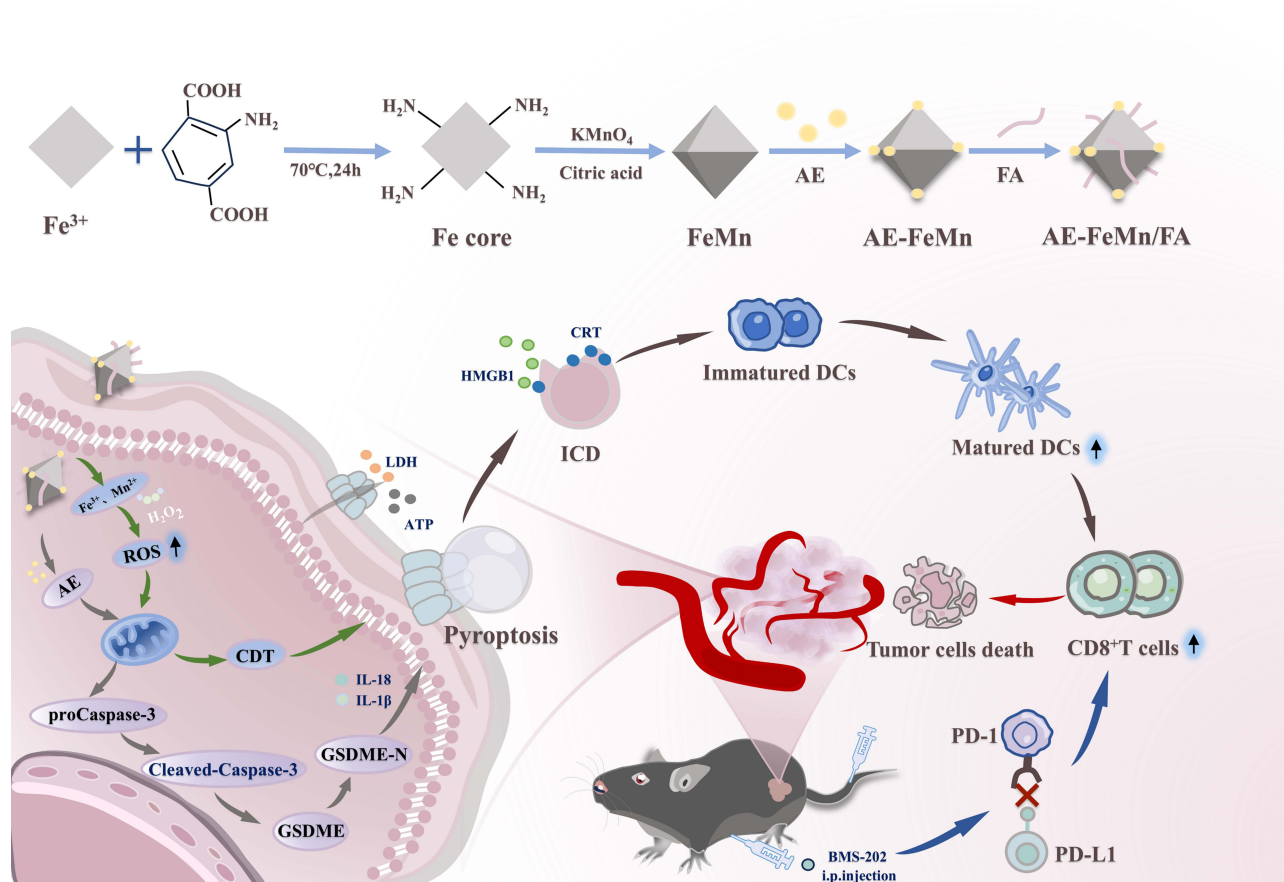 COOH
NH₂
COOH
Fe³⁺
70℃,24h
H₂N
NH₂
H₂N
NH₂
Fe core
KMnO₄
Citric acid
FeMn
AE
AE-FeMn
FA
AE-FeMn/FA
HMGB1
CRT
ICD
Immatured DCs
Matured DCs
LDH
ATP
Pyroptosis
Fe³⁺、Mn²⁺
H₂O₂
ROS
AE
CDT
IL-18
IL-1β
proCaspase-3
Cleaved-Caspase-3
GSDME-N
GSDME
Tumor cells death
CD8⁺T cells
PD-1
PD-L1
BMS-202
i.p.injection